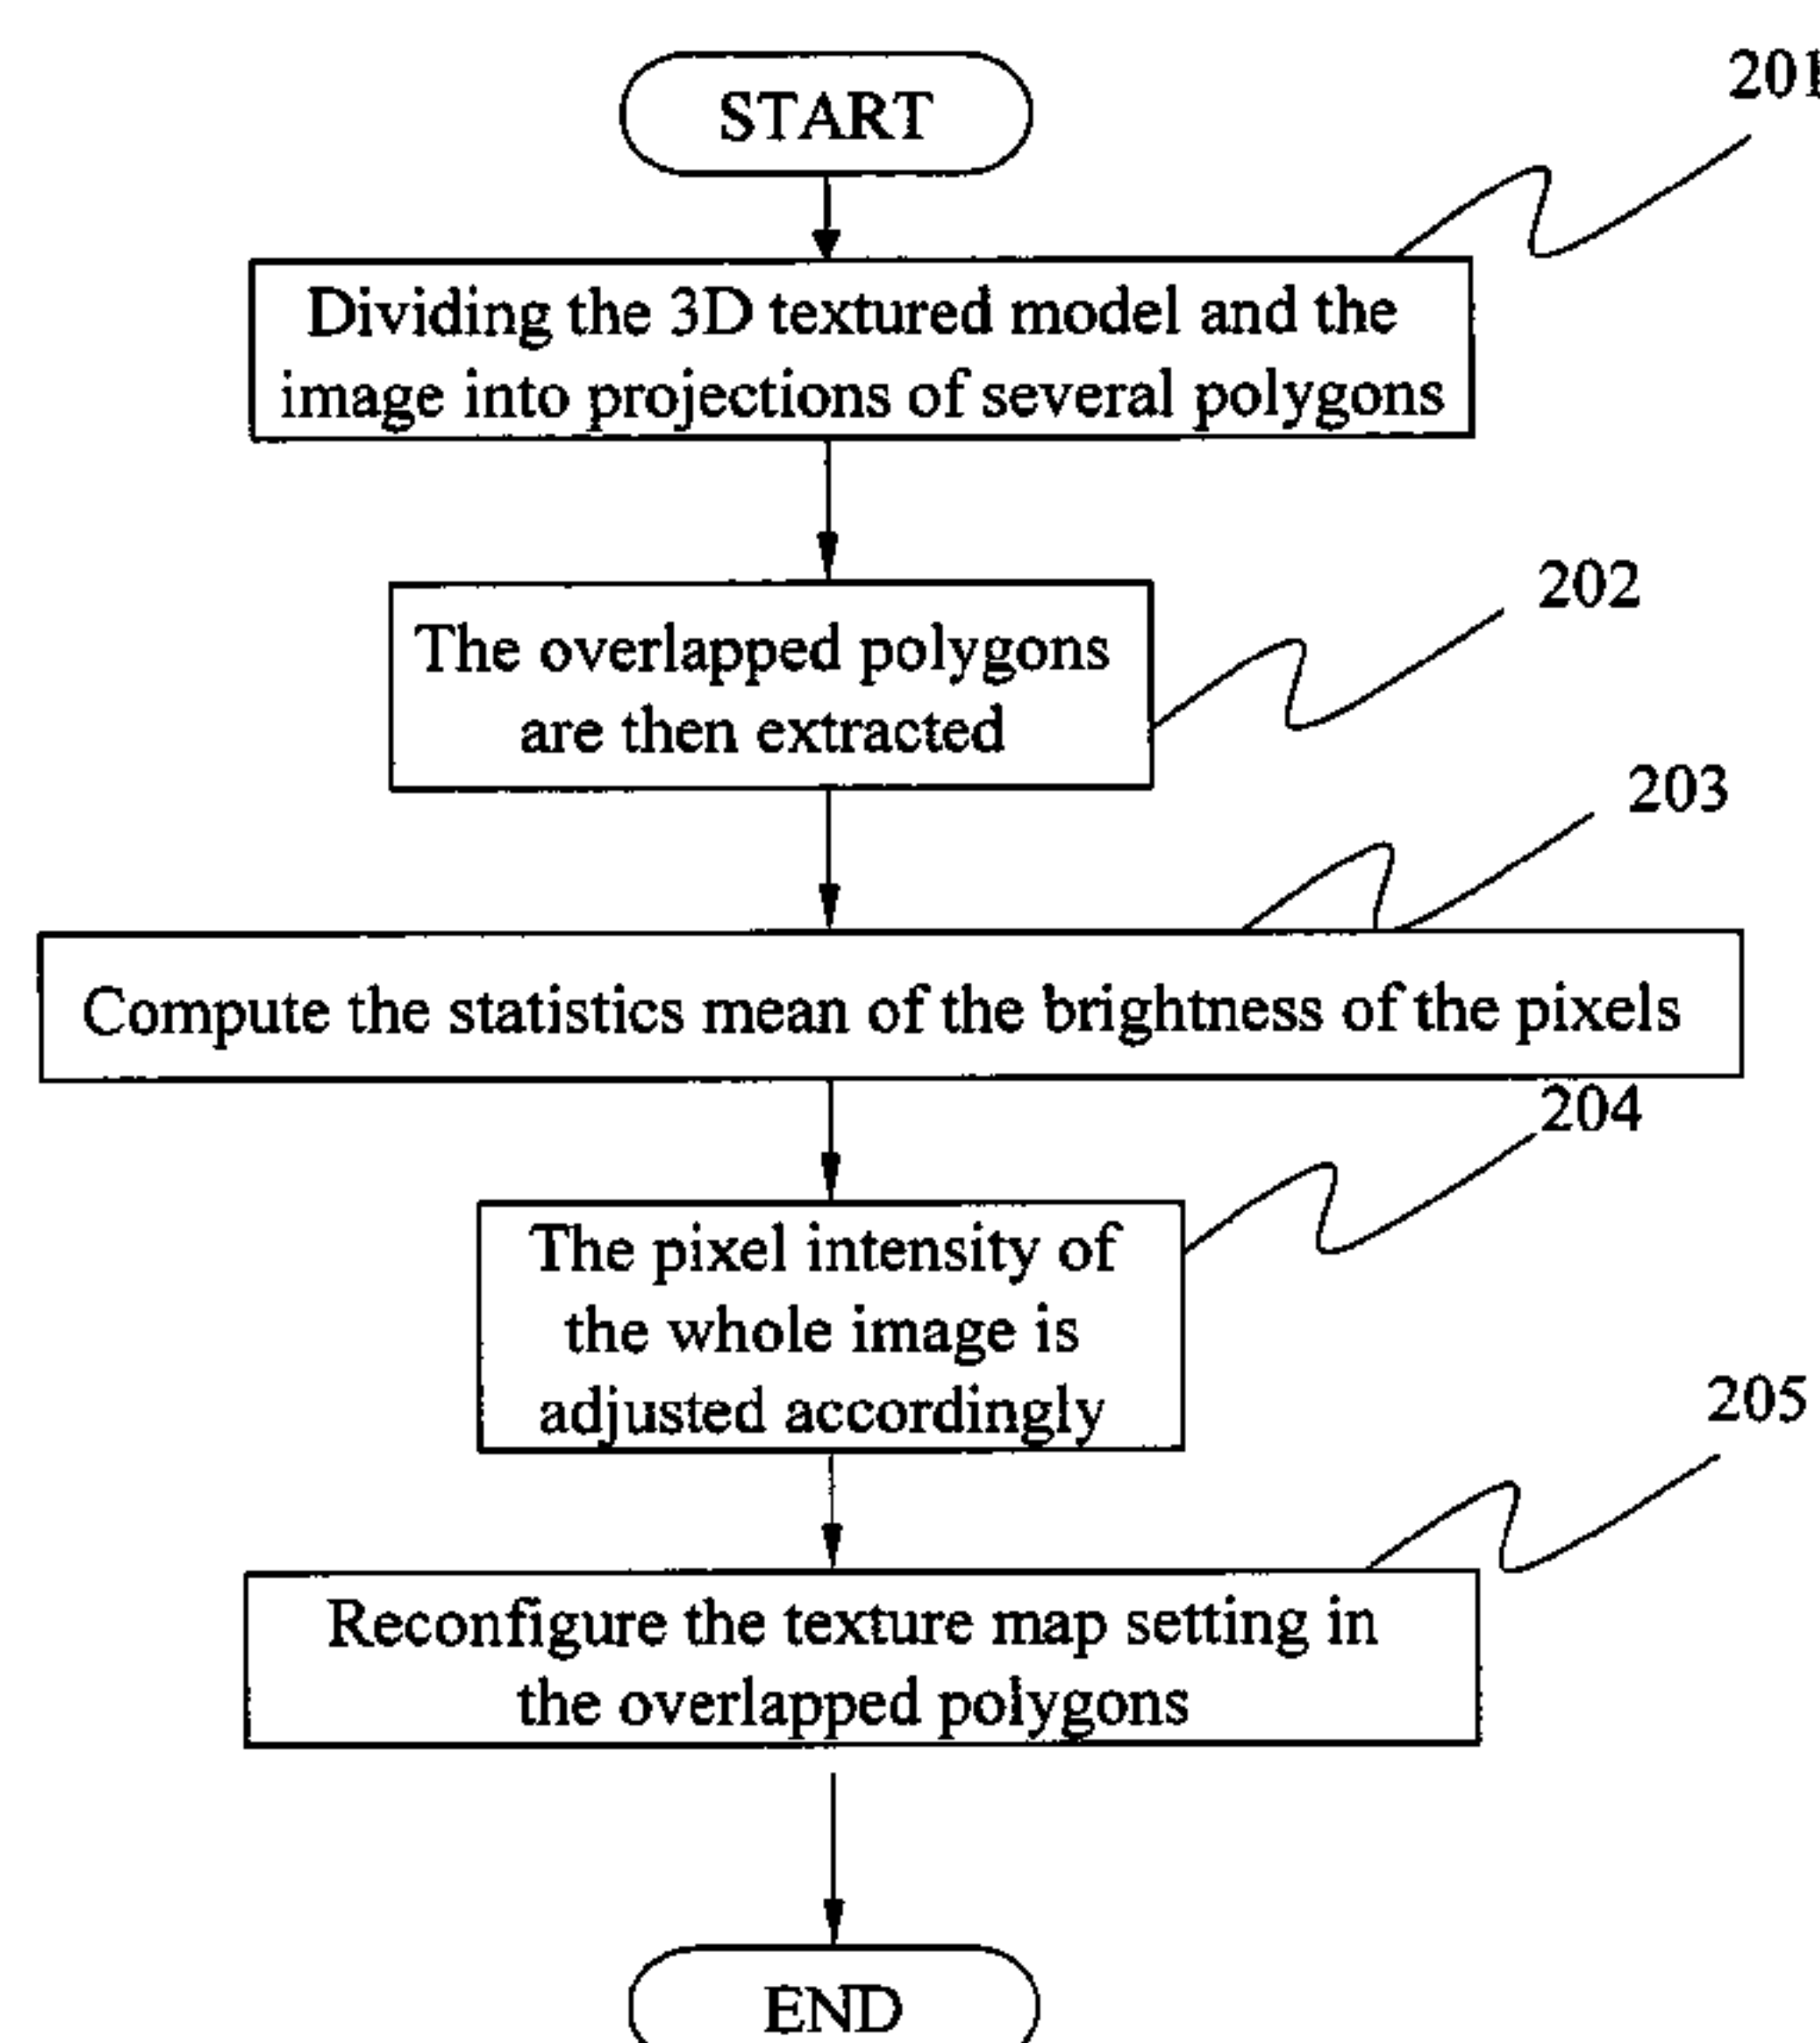 START
201
Dividing the 3D textured model and the
image into projections of several polygons
202
The overlapped polygons
are then extracted
203
Compute the statistics mean of the brightness of the pixels
204
The pixel intensity of
the whole image is
adjusted accordingly
205
Reconfigure the texture map setting in
the overlapped polygons
END